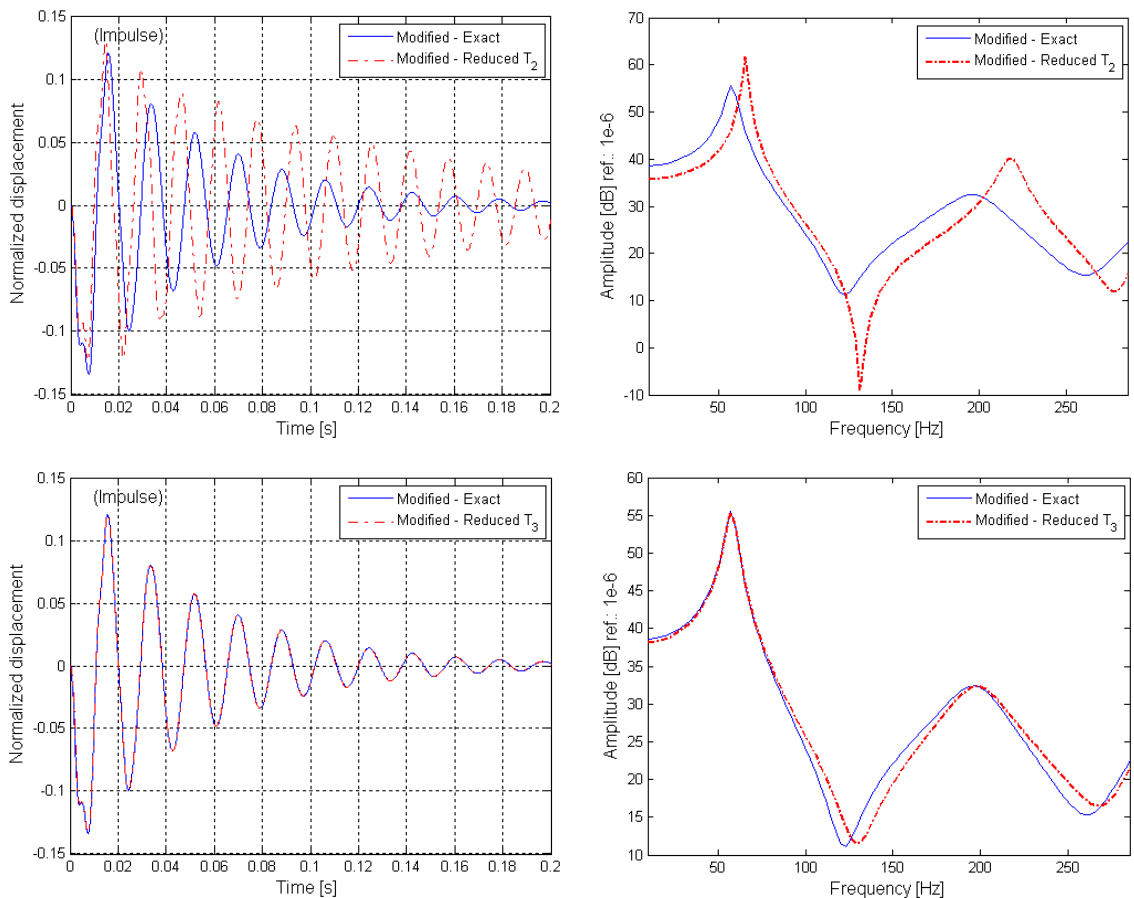 0.15
0.1
0.05
0
-0.05
-0.1
-0.15
Normalized displacement
(Impulse)
Modified - Exact
Modified - Reduced T2
0 0.02 0.04 0.06 0.08 0.1 0.12 0.14 0.16 0.18 0.2
Time [s]
70
60
50
40
30
20
10
0
-10
Amplitude [dB] ref.: 1e-6
Modified - Exact
Modified - Reduced T2
50 100 150 200 250
Frequency [Hz]
0.15
0.1
0.05
0
-0.05
-0.1
-0.15
Normalized displacement
(Impulse)
Modified - Exact
Modified - Reduced T3
0 0.02 0.04 0.06 0.08 0.1 0.12 0.14 0.16 0.18 0.2
Time [s]
60
55
50
45
40
35
30
25
20
15
10
Amplitude [dB] ref.: 1e-6
Modified - Exact
Modified - Reduced T3
50 100 150 200 250
Frequency [Hz]